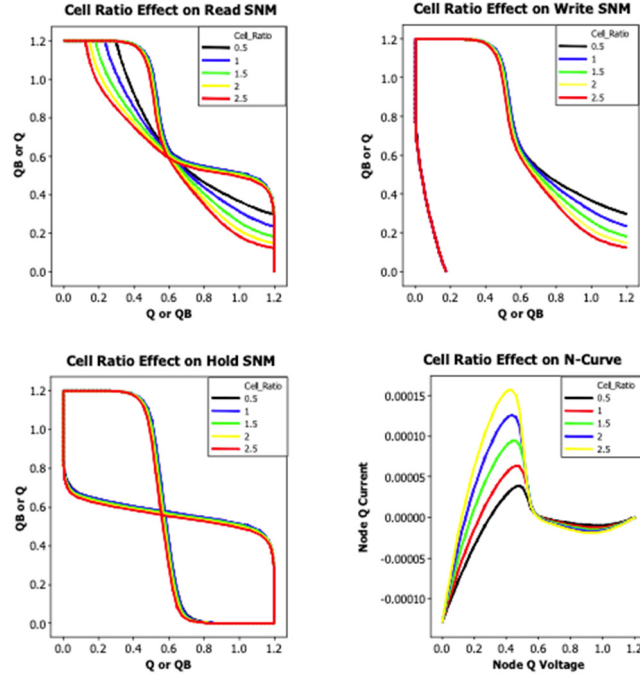 Cell Ratio Effect on Read SNM
Cell_Ratio
0.5
1
1.5
2
2.5
1.2
1.0
0.8
0.6
0.4
0.2
0.0
QB or Q
0.0 0.2 0.4 0.6 0.8 1.0 1.2
Q or QB
Cell Ratio Effect on Write SNM
Cell_Ratio
0.5
1
1.5
2
2.5
1.2
1.0
0.8
0.6
0.4
0.2
0.0
QB or Q
0.0 0.2 0.4 0.6 0.8 1.0 1.2
Q or QB
Cell Ratio Effect on Hold SNM
Cell_Ratio
0.5
1
1.5
2
2.5
1.2
1.0
0.8
0.6
0.4
0.2
0.0
QB or Q
0.0 0.2 0.4 0.6 0.8 1.0 1.2
Q or QB
Cell Ratio Effect on N-Curve
Cell_Ratio
0.5
1
1.5
2
2.5
0.00015
0.00010
0.00005
0.00000
-0.00005
-0.00010
Node Q Current
0.0 0.2 0.4 0.6 0.8 1.0 1.2
Node Q Voltage